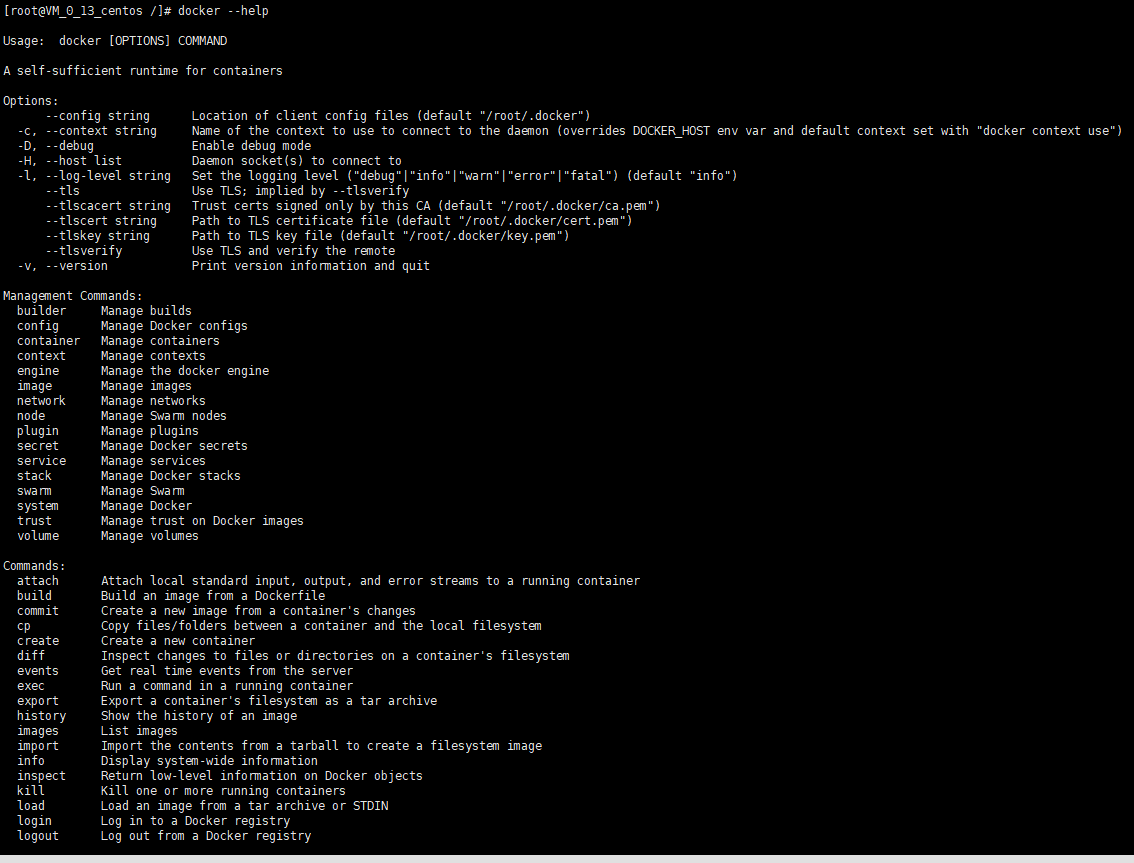 [root@VM_0_13_centos /]# docker --help
Usage:  docker [OPTIONS] COMMAND
A self-sufficient runtime for containers
Options:
      --config string      Location of client config files (default "/root/.docker")
  -c, --context string     Name of the context to use to connect to the daemon (overrides DOCKER_HOST env var and default context set with "docker context use")
  -D, --debug              Enable debug mode
  -H, --host list          Daemon socket(s) to connect to
  -l, --log-level string   Set the logging level ("debug"|"info"|"warn"|"error"|"fatal") (default "info")
      --tls                Use TLS; implied by --tlsverify
      --tlscacert string   Trust certs signed only by this CA (default "/root/.docker/ca.pem")
      --tlscert string     Path to TLS certificate file (default "/root/.docker/cert.pem")
      --tlskey string      Path to TLS key file (default "/root/.docker/key.pem")
      --tlsverify          Use TLS and verify the remote
  -v, --version            Print version information and quit
Management Commands:
  builder     Manage builds
  config      Manage Docker configs
  container   Manage containers
  context     Manage contexts
  engine      Manage the docker engine
  image       Manage images
  network     Manage networks
  node        Manage Swarm nodes
  plugin      Manage plugins
  secret      Manage Docker secrets
  service     Manage services
  stack       Manage Docker stacks
  swarm       Manage Swarm
  system      Manage Docker
  trust       Manage trust on Docker images
  volume      Manage volumes
Commands:
  attach      Attach local standard input, output, and error streams to a running container
  build       Build an image from a Dockerfile
  commit      Create a new image from a container's changes
  cp          Copy files/folders between a container and the local filesystem
  create      Create a new container
  diff        Inspect changes to files or directories on a container's filesystem
  events      Get real time events from the server
  exec        Run a command in a running container
  export      Export a container's filesystem as a tar archive
  history     Show the history of an image
  images      List images
  import      Import the contents from a tarball to create a filesystem image
  info        Display system-wide information
  inspect     Return low-level information on Docker objects
  kill        Kill one or more running containers
  load        Load an image from a tar archive or STDIN
  login       Log in to a Docker registry
  logout      Log out from a Docker registry